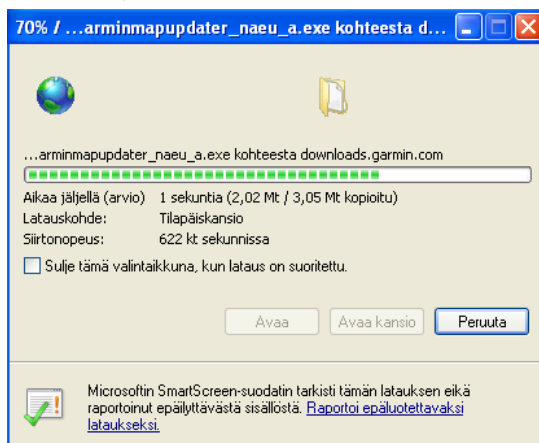 70% / ...arminmapupdater_naeu_a.exe kohteesta d...
...arminmapupdater_naeu_a.exe kohteesta downloads.garmin.com
Aikaa jäljellä (arvio) 1 sekuntia (2,02 Mt / 3,05 Mt kopioitu)
Latauskohde: Tilapäiskansio
Siirtonopeus: 622 kt sekunnissa
Sulje tämä valintaikkuna, kun lataus on suoritettu.
Avaa Avaa kansio Peruuta
Microsoftin SmartScreen-suodatin tarkisti tämän latauksen eikä
raportoinut epäilyttävästä sisällöstä. Raportoi epäluotettavaksi
lataukseksi.